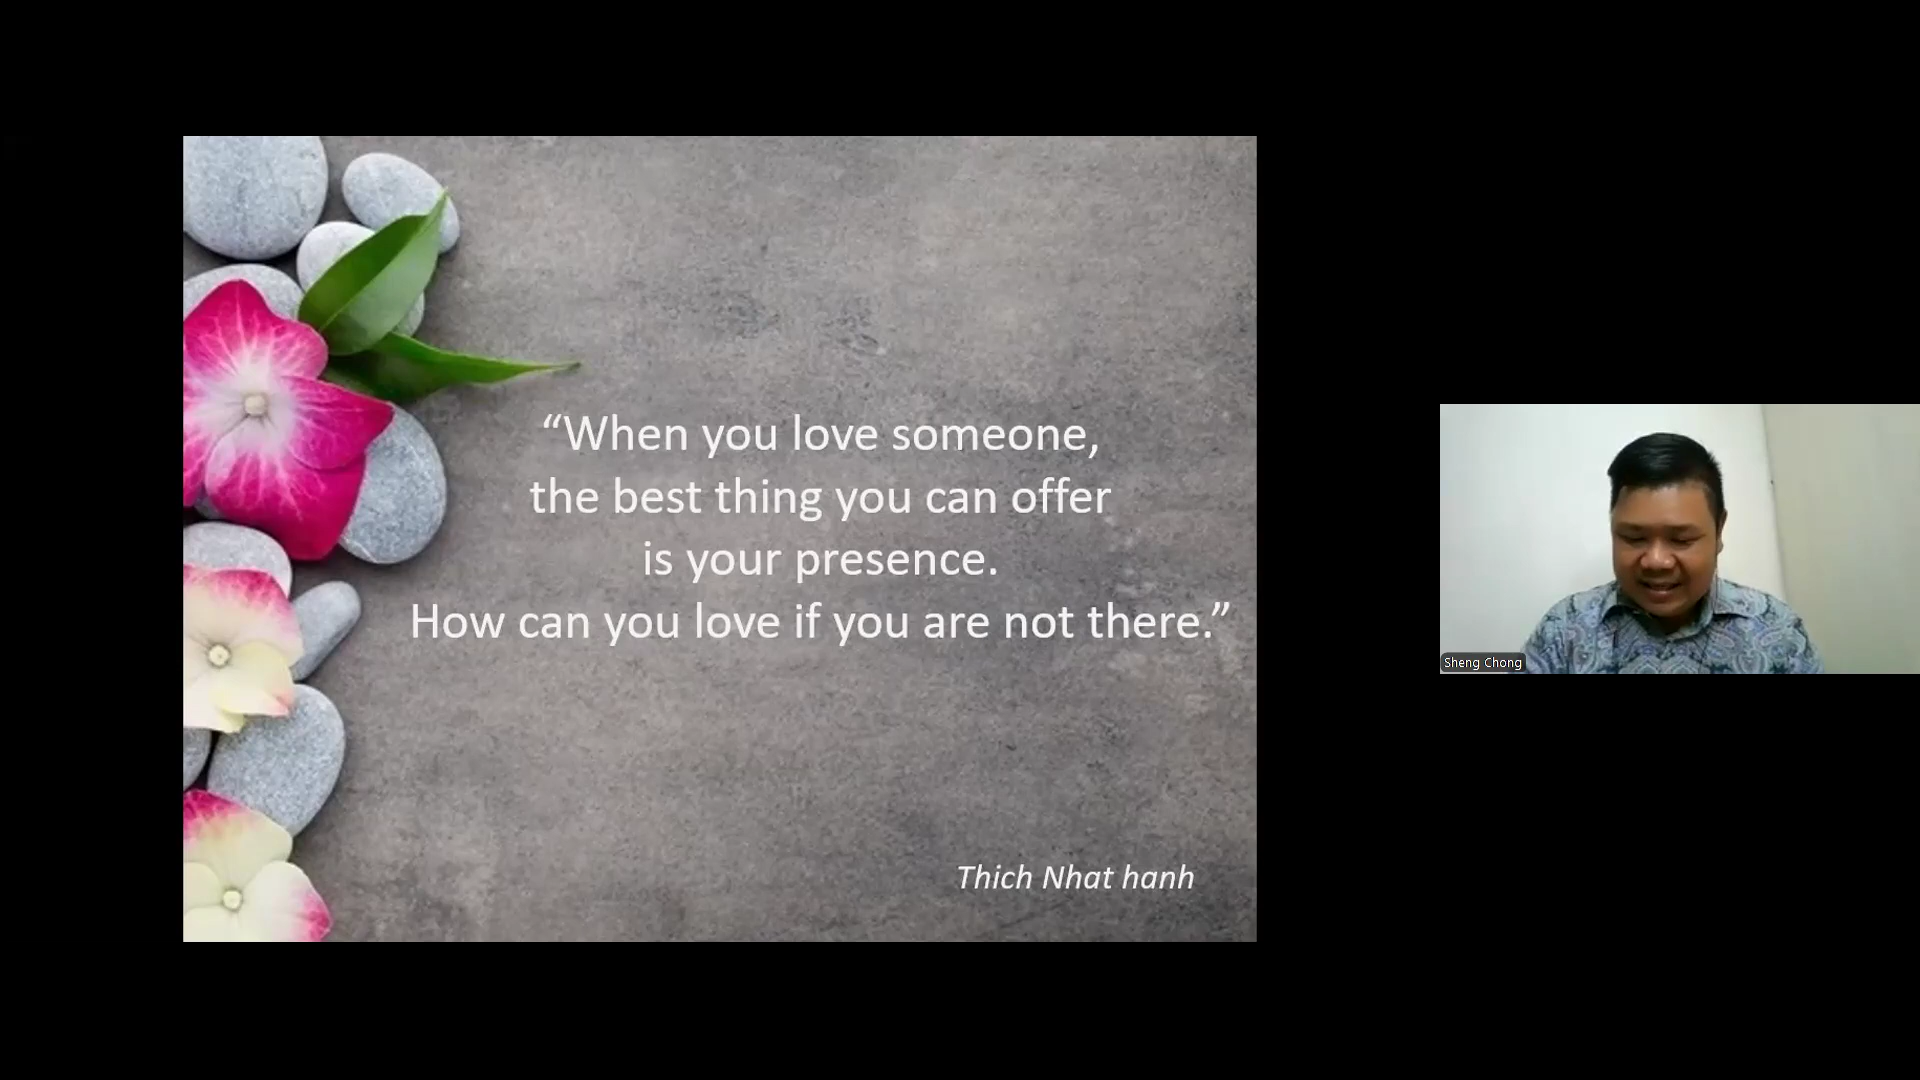 “When you love someone,
the best thing you can offer
is your presence.
How can you love if you are not there.”
Thich Nhat hanh
Sheng Chong